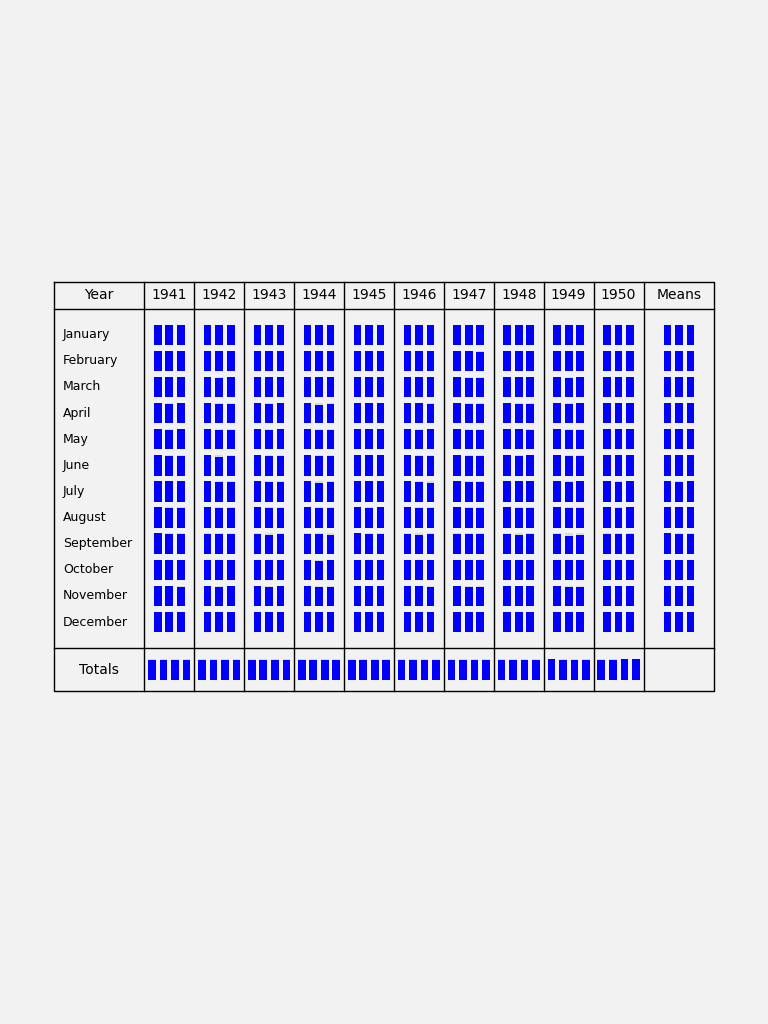 Year 1941 1942 1943 1944 1945 1946 1947 1948 1949 1950 Means
January
February
March
April
May
June
July
August
September
October
November
December
Totals